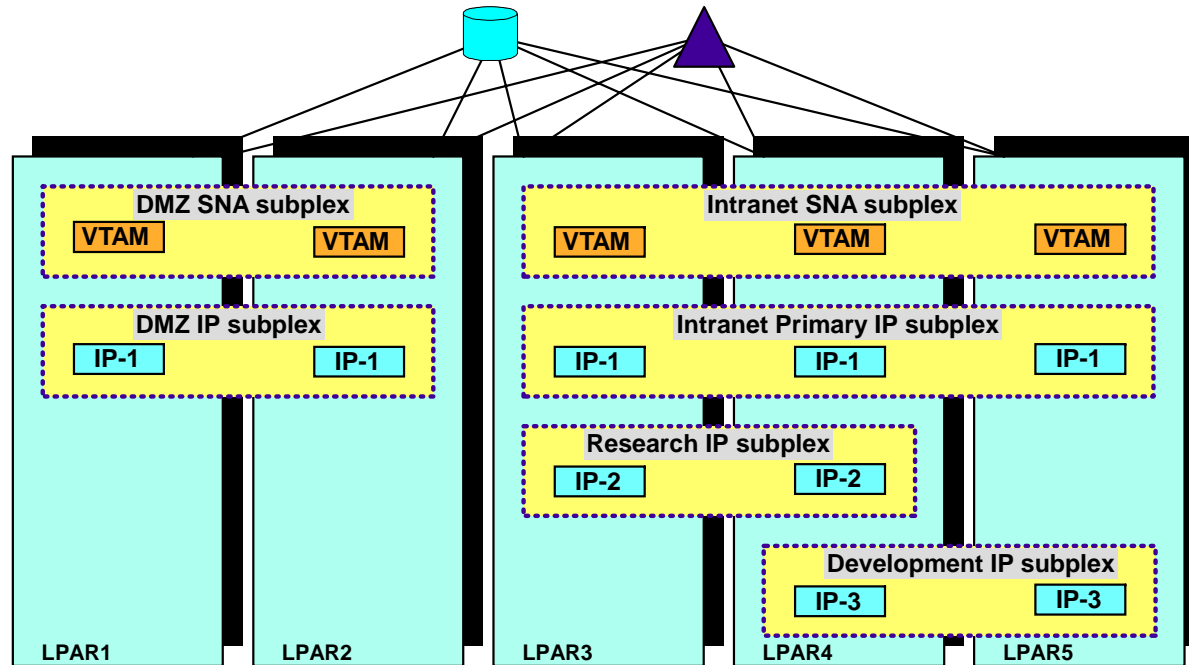 DMZ SNA subplex
VTAM
VTAM
Intranet SNA subplex
VTAM
VTAM
VTAM
DMZ IP subplex
IP-1
IP-1
Intranet Primary IP subplex
IP-1
IP-1
IP-1
Research IP subplex
IP-2
IP-2
Development IP subplex
IP-3
IP-3
LPAR1
LPAR2
LPAR3
LPAR4
LPAR5